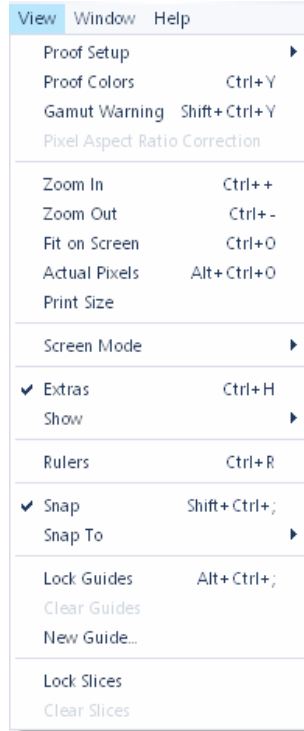 View Window Help
Proof Setup
Proof Colors Ctrl+Y
Gamut Warning Shift+Ctrl+Y
Pixel Aspect Ratio Correction
Zoom In Ctrl++
Zoom Out Ctrl+-
Fit on Screen Ctrl+0
Actual Pixels Alt+Ctrl+0
Print Size
Screen Mode
Extras Ctrl+H
Show
Rulers Ctrl+R
Snap Shift+Ctrl+;
Snap To
Lock Guides Alt+Ctrl+;
Clear Guides
New Guide...
Lock Slices
Clear Slices